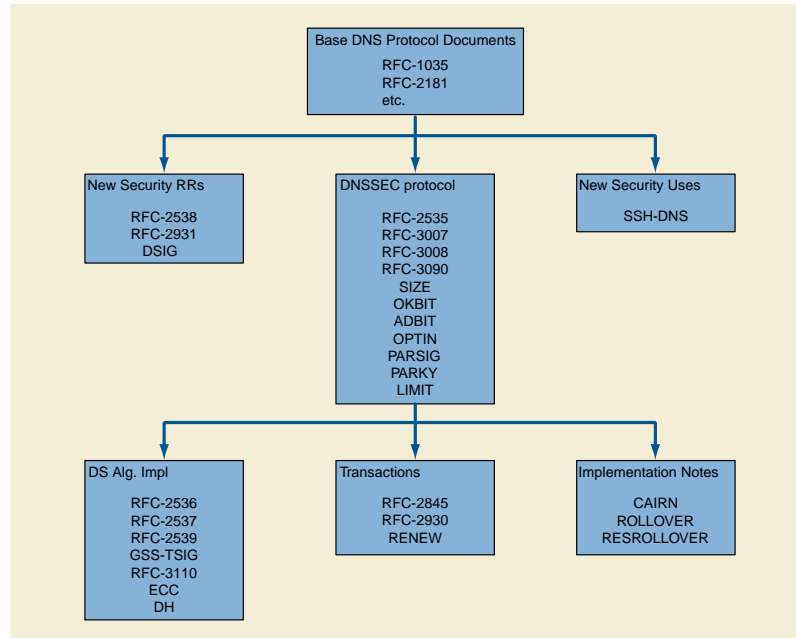 Base DNS Protocol Documents
RFC-1035
RFC-2181
etc.
New Security RRs
RFC-2538
RFC-2931
DSIG
DNSSEC protocol
RFC-2535
RFC-3007
RFC-3008
RFC-3090
SIZE
OKBIT
ADBIT
OPTIN
PARSIG
PARKY
LIMIT
New Security Uses
SSH-DNS
DS Alg. Impl
RFC-2536
RFC-2537
RFC-2539
GSS-TSIG
RFC-3110
ECC
DH
Transactions
RFC-2845
RFC-2930
RENEW
Implementation Notes
CAIRN
ROLLOVER
RESROLLOVER